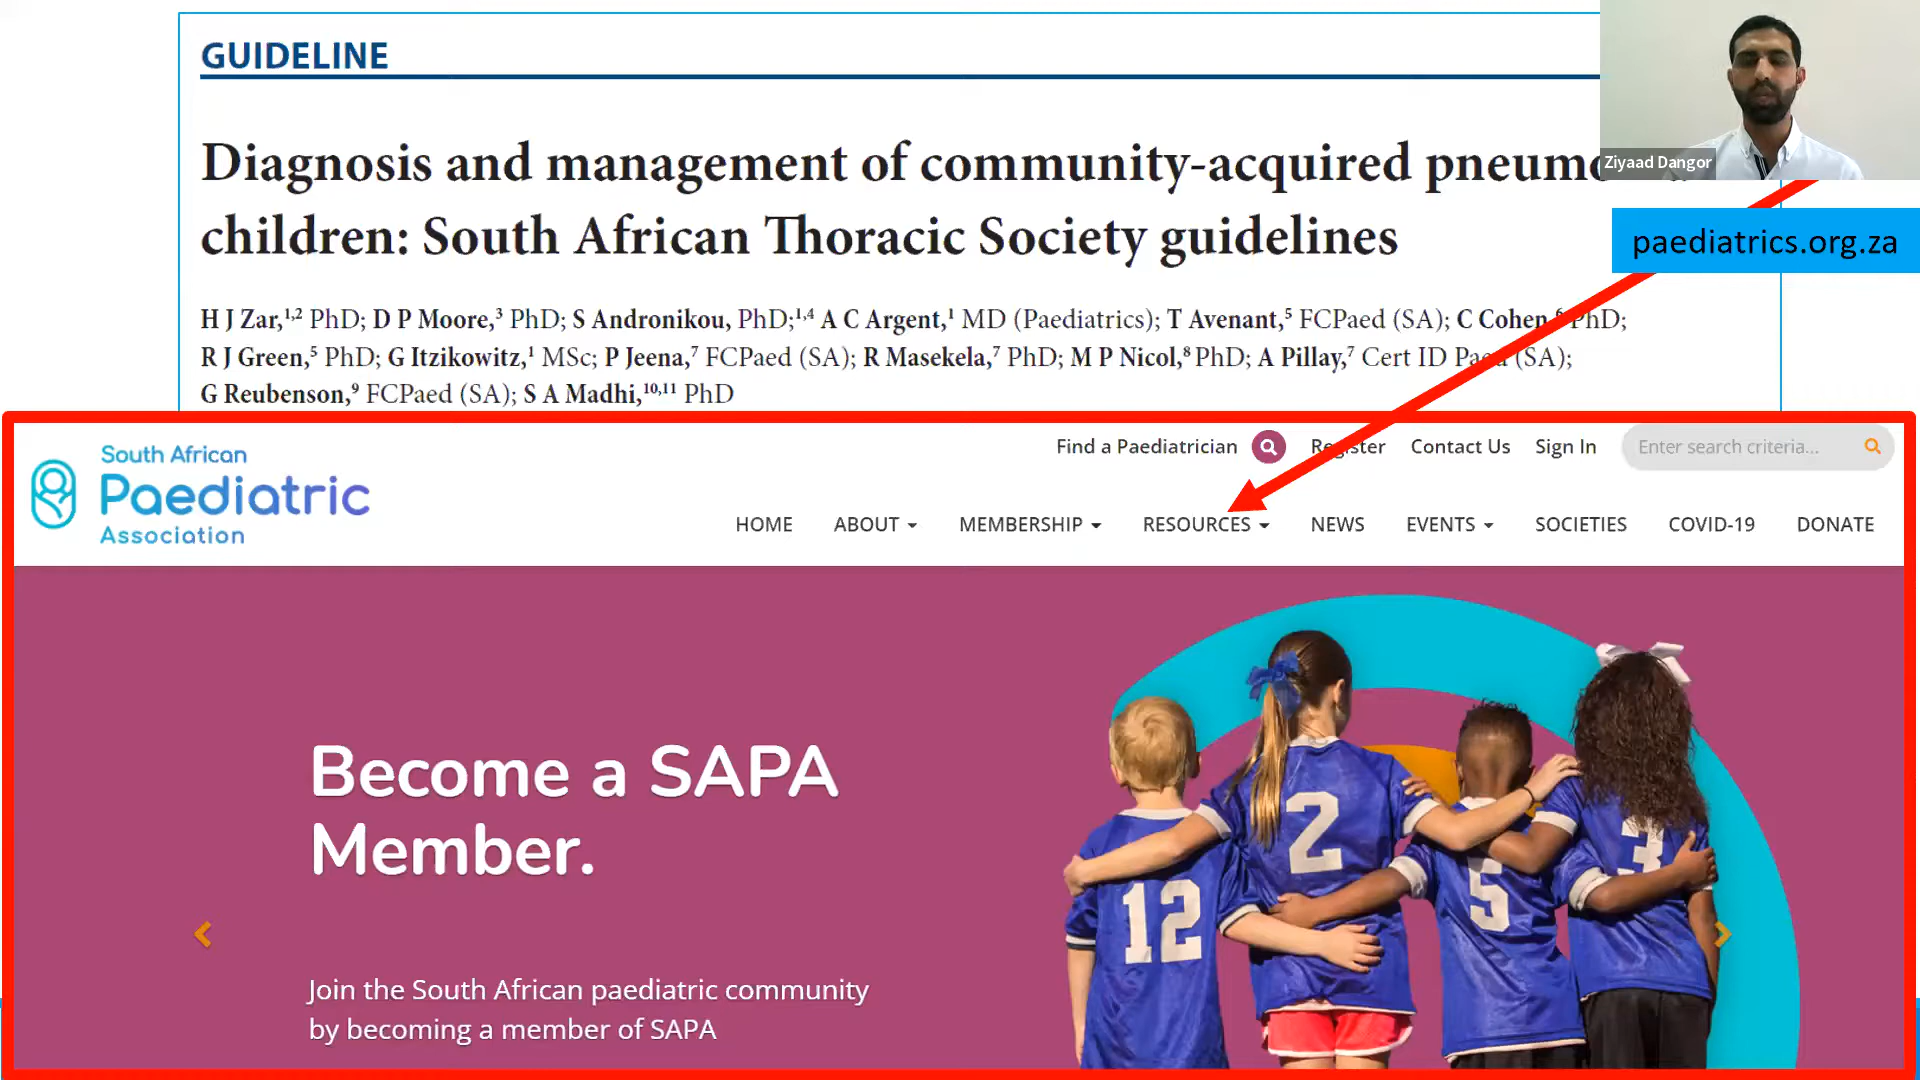 GUIDELINE
Diagnosis and management of community-acquired
children: South African Thoracic Society guidelines
H J Zar,¹,² PhD; D P Moore,³ PhD; S Andronikou, PhD;¹,⁴ A C Argent,¹ MD (Paediatrics); T Avenant,⁵ FCPaed (SA); C Cohen,⁶ PhD;
R J Green,⁵ PhD; G Itzikowitz,¹ MSc; P Jeena,⁷ FCPaed (SA); R Masekela,⁷ PhD; M P Nicol,⁸ PhD; A Pillay,⁷ Cert ID Paed (SA);
G Reubenson,⁹ FCPaed (SA); S A Madhi,¹⁰,¹¹ PhD
Ziyaad Dangor
paediatrics.org.za
South African
Paediatric
Association
Find a Paediatrician Register Contact Us Sign In Enter search criteria...
HOME ABOUT MEMBERSHIP RESOURCES NEWS EVENTS SOCIETIES COVID-19 DONATE
Become a SAPA
Member.
Join the South African paediatric community
by becoming a member of SAPA
12
2
5
3